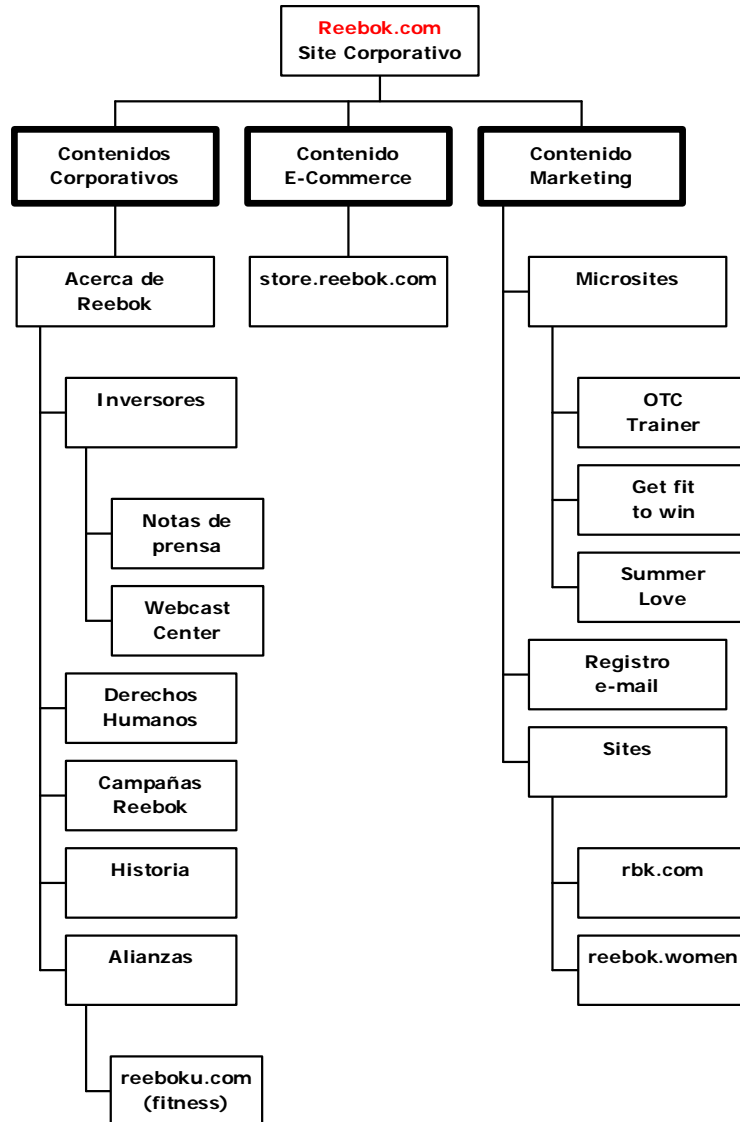 Reebok.com
Site Corporativo
Contenidos
Corporativos
Contenido
E-Commerce
Contenido
Marketing
Acerca de
Reebok
store.reebok.com
Microsites
Inversores
OTC
Trainer
Notas de
prensa
Get fit
to win
Webcast
Center
Summer
Love
Derechos
Humanos
Registro
e-mail
Campañas
Reebok
Sites
Historia
rbk.com
Alianzas
reebok.women
reeboku.com
(fitness)